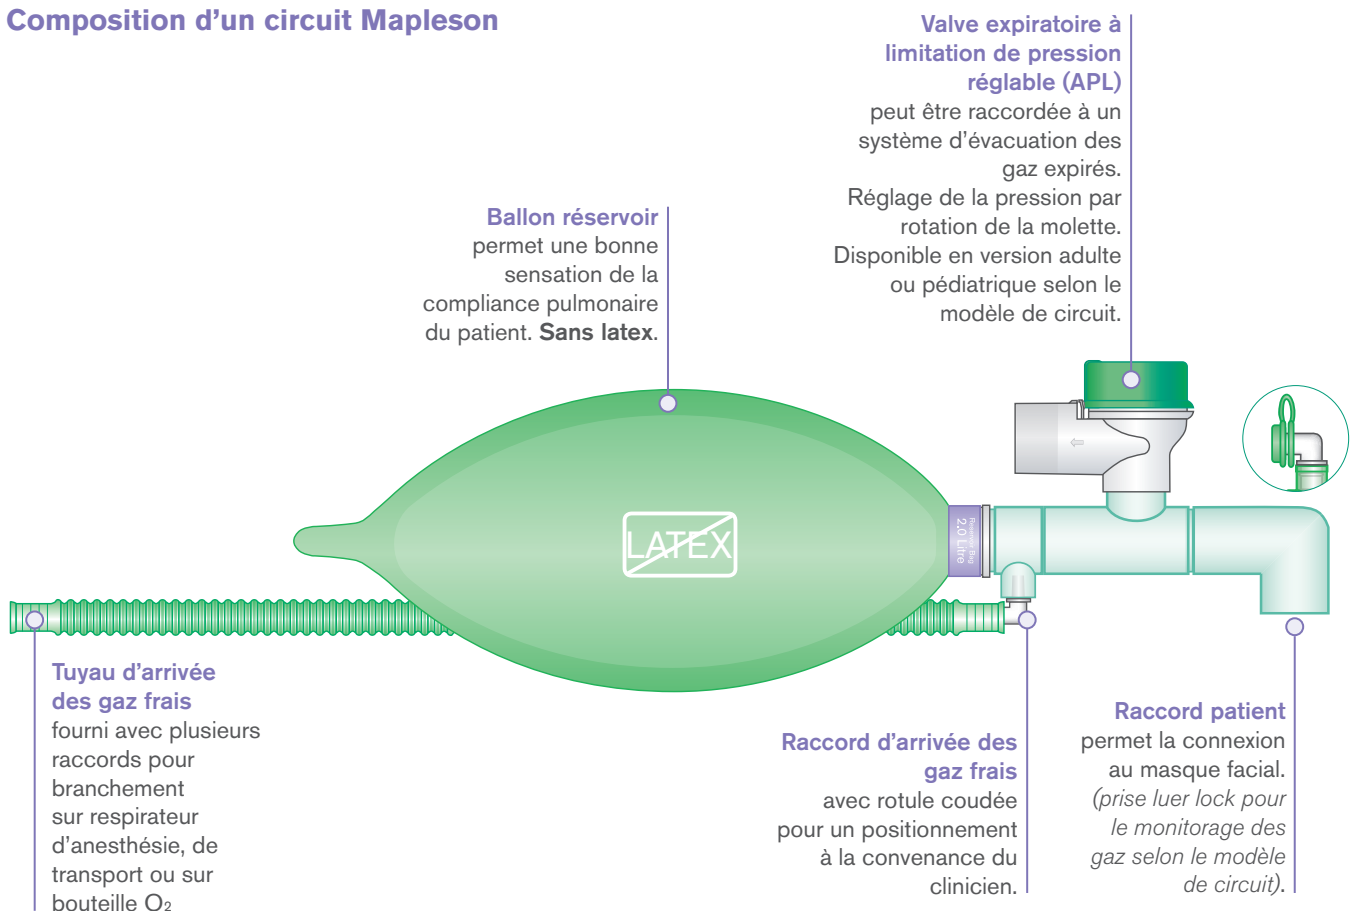 Composition d’un circuit Mapleson
Valve expiratoire à
limitation de pression
réglable (APL)
peut être raccordée à un
système d’évacuation des
gaz expirés.
Réglage de la pression par
rotation de la molette.
Disponible en version adulte
ou pédiatrique selon le
modèle de circuit.
Ballon réservoir
permet une bonne
sensation de la
compliance pulmonaire
du patient. Sans latex.
LATEX
Reservoir Bag
2.0 Litre
Tuyau d’arrivée
des gaz frais
fourni avec plusieurs
raccords pour
branchement
sur respirateur
d’anesthésie, de
transport ou sur
bouteille O₂
Raccord d’arrivée des
gaz frais
avec rotule coudée
pour un positionnement
à la convenance du
clinicien.
Raccord patient
permet la connexion
au masque facial.
(prise luer lock pour
le monitorage des
gaz selon le modèle
de circuit).